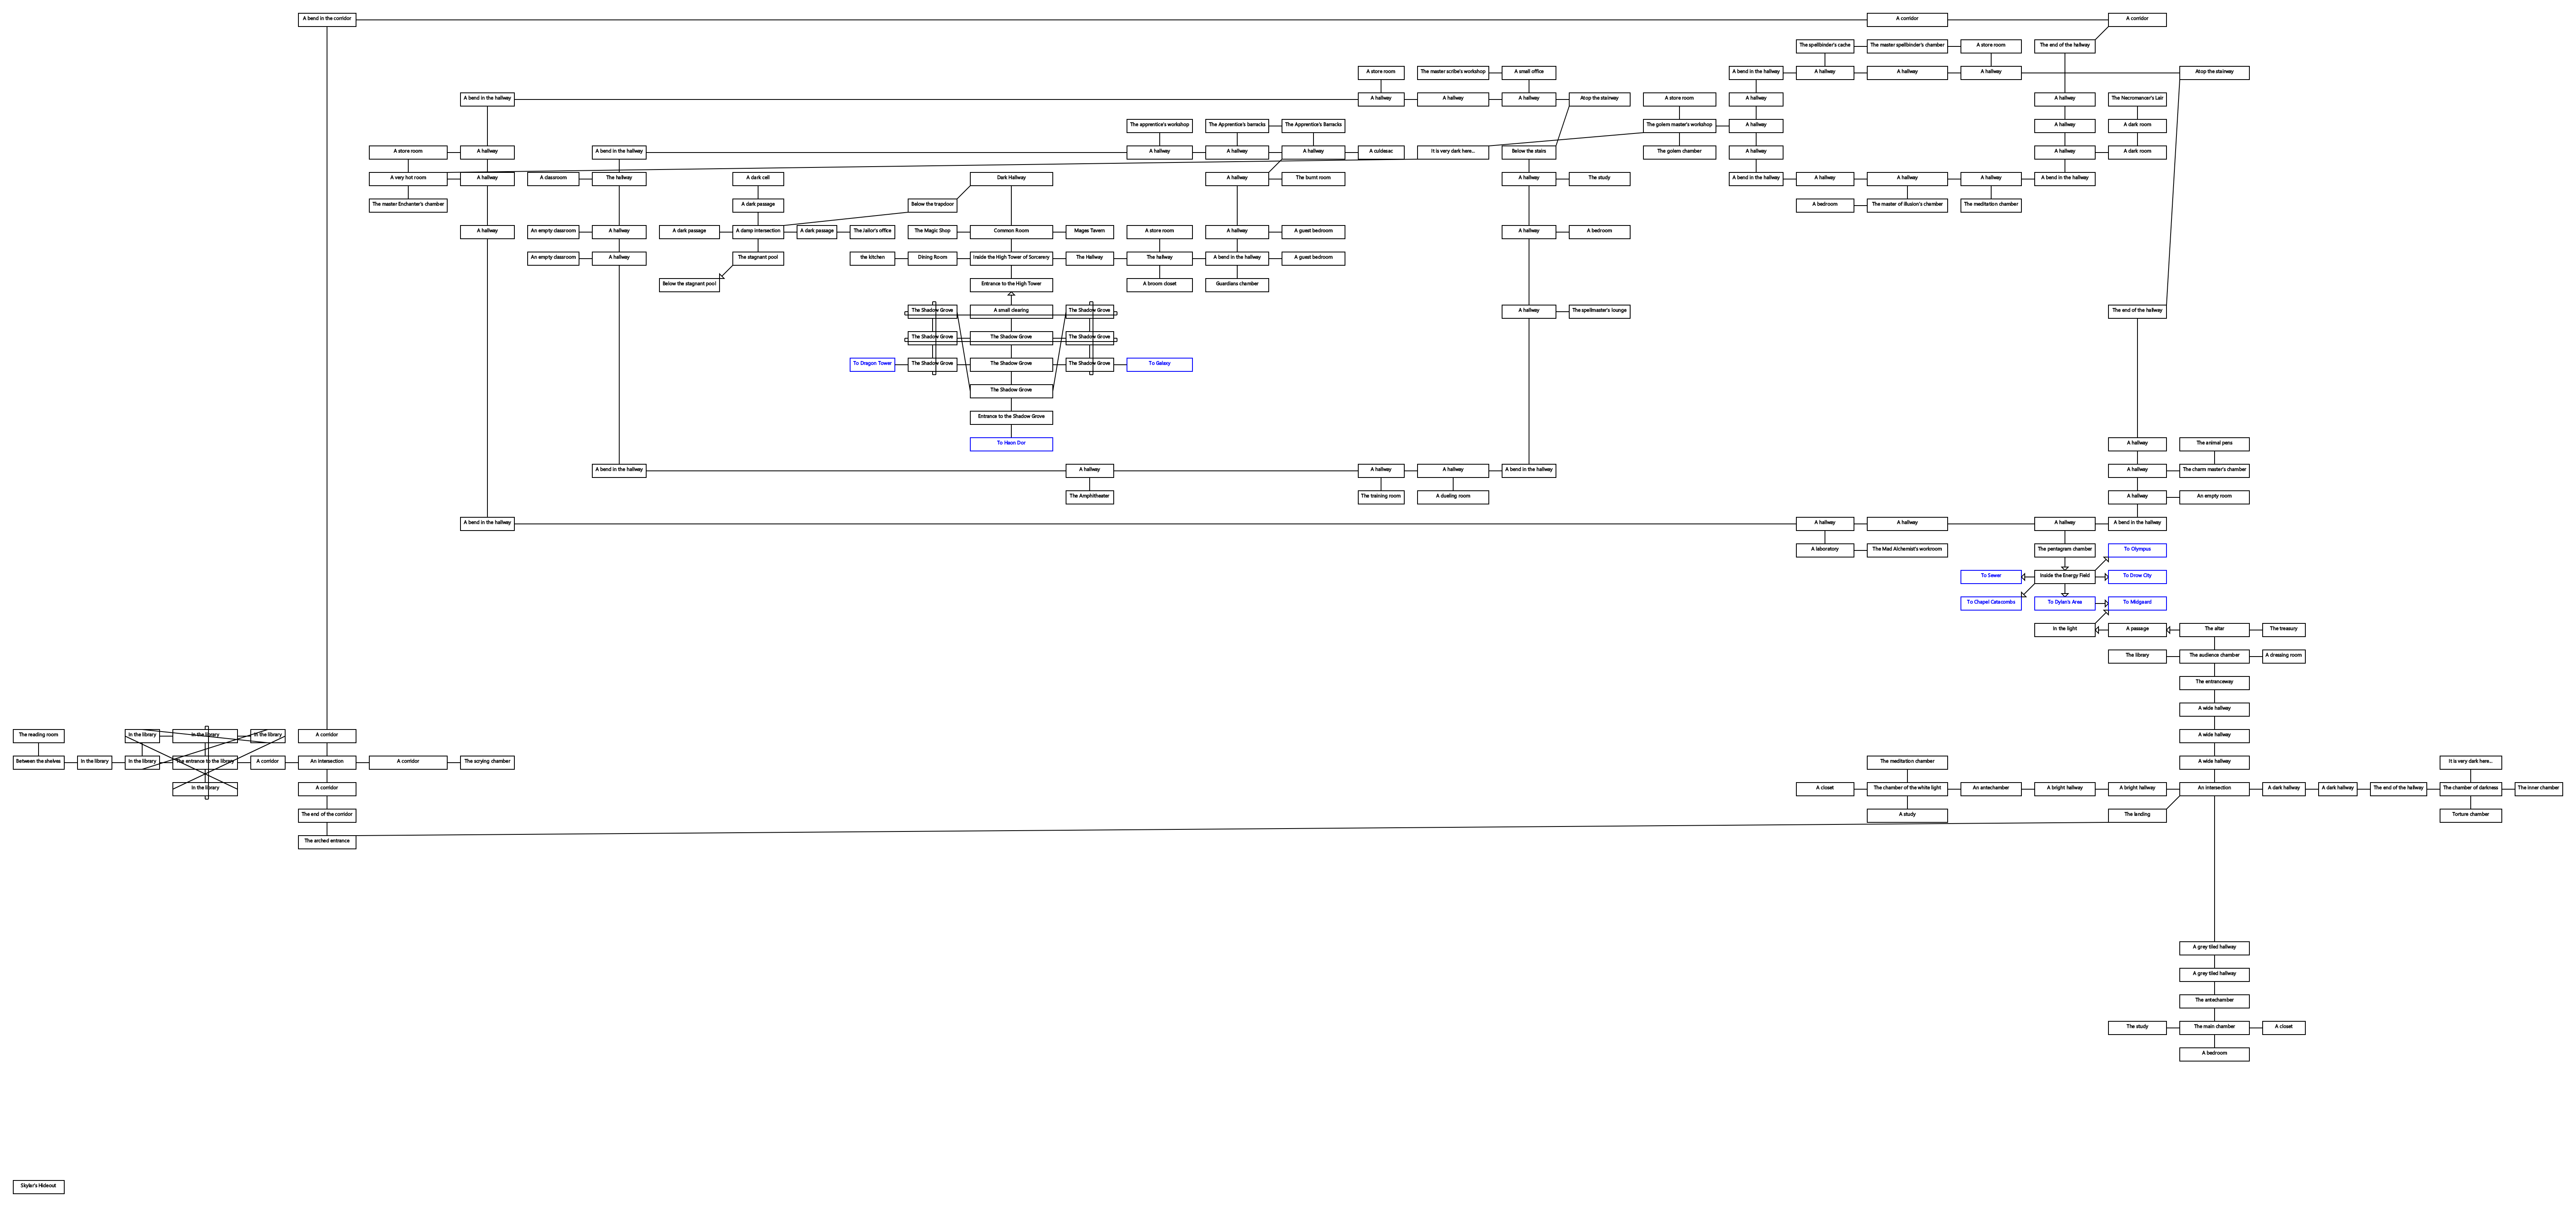 A bend in the corridor
A corridor
A corridor
The spellbinder's cache
The master spellbinder's chamber
A store room
The end of the hallway
A store room
The master scribe's workshop
A small office
A bend in the hallway
A hallway
A hallway
A hallway
Atop the stairway
A bend in the hallway
A hallway
A hallway
A hallway
Atop the stairway
A store room
A hallway
A hallway
The Necromancer's Lair
The apprentice's workshop
The Apprentice's barracks
The Apprentice's Barracks
The golem master's workshop
A hallway
A hallway
A dark room
A store room
A hallway
A bend in the hallway
A hallway
A hallway
A hallway
A culdesac
It is very dark here...
Below the stairs
The golem chamber
A hallway
A hallway
A dark room
A very hot room
A hallway
A classroom
The hallway
A dark cell
Dark Hallway
A hallway
The burnt room
A hallway
The study
A bend in the hallway
A hallway
A hallway
A hallway
A bend in the hallway
The master Enchanter's chamber
A dark passage
Below the trapdoor
A bedroom
The master of illusion's chamber
The meditation chamber
A hallway
An empty classroom
A hallway
A dark passage
A damp intersection
A dark passage
The Jailor's office
The Magic Shop
Common Room
Mages Tavern
A store room
A hallway
A guest bedroom
A hallway
A bedroom
An empty classroom
A hallway
The stagnant pool
the kitchen
Dining Room
Inside the High Tower of Sorcerery
The Hallway
The hallway
A bend in the hallway
A guest bedroom
Below the stagnant pool
Entrance to the High Tower
A broom closet
Guardians chamber
The Shadow Grove
A small clearing
The Shadow Grove
A hallway
The spellmaster's lounge
The end of the hallway
The Shadow Grove
The Shadow Grove
The Shadow Grove
To Dragon Tower
The Shadow Grove
The Shadow Grove
The Shadow Grove
To Galaxy
The Shadow Grove
Entrance to the Shadow Grove
To Haon Dor
A hallway
The animal pens
A bend in the hallway
A hallway
A hallway
A hallway
A bend in the hallway
A hallway
The charm master's chamber
The Amphitheater
The training room
A dueling room
A hallway
An empty room
A bend in the hallway
A hallway
A hallway
A hallway
A bend in the hallway
A laboratory
The Mad Alchemist's workroom
The pentagram chamber
To Olympus
To Sewer
Inside the Energy Field
To Drow City
To Chapel Catacombs
To Dylan's Area
To Midgaard
In the light
A passage
The altar
The treasury
The library
The audience chamber
A dressing room
The entranceway
A wide hallway
The reading room
In the library
In the library
In the library
A corridor
A wide hallway
Between the shelves
In the library
In the library
The entrance to the library
A corridor
An intersection
A corridor
The scrying chamber
The meditation chamber
A wide hallway
It is very dark here...
In the library
A corridor
A closet
The chamber of the white light
An antechamber
A bright hallway
A bright hallway
An intersection
A dark hallway
A dark hallway
The end of the hallway
The chamber of darkness
The inner chamber
The end of the corridor
A study
The landing
Torture chamber
The arched entrance
A grey tiled hallway
A grey tiled hallway
The antechamber
The study
The main chamber
A closet
A bedroom
Skylar's Hideout